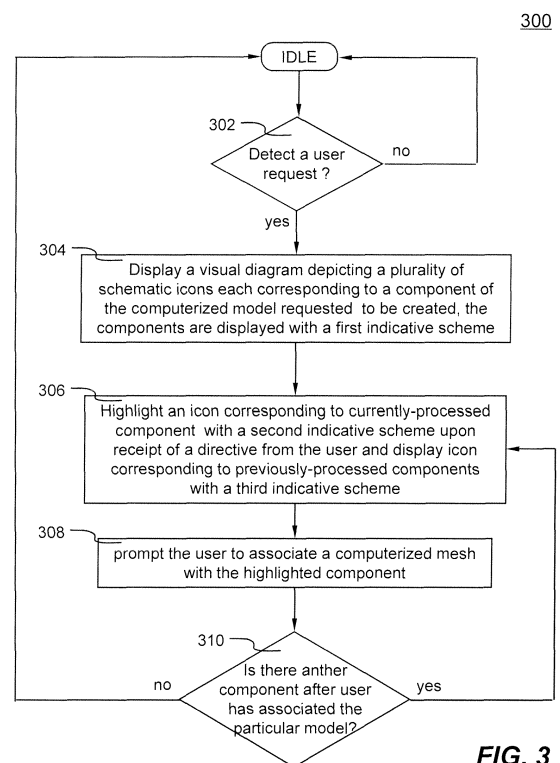 300
IDLE
302
Detect a user
request ?
no
yes
304
Display a visual diagram depicting a plurality of
schematic icons each corresponding to a component of
the computerized model requested to be created, the
components are displayed with a first indicative scheme
306
Highlight an icon corresponding to currently-processed
component with a second indicative scheme upon
receipt of a directive from the user and display icon
corresponding to previously-processed components
with a third indicative scheme
308
prompt the user to associate a computerized mesh
with the highlighted component
310
Is there anther
component after user
has associated the
particular model?
no
yes
FIG. 3